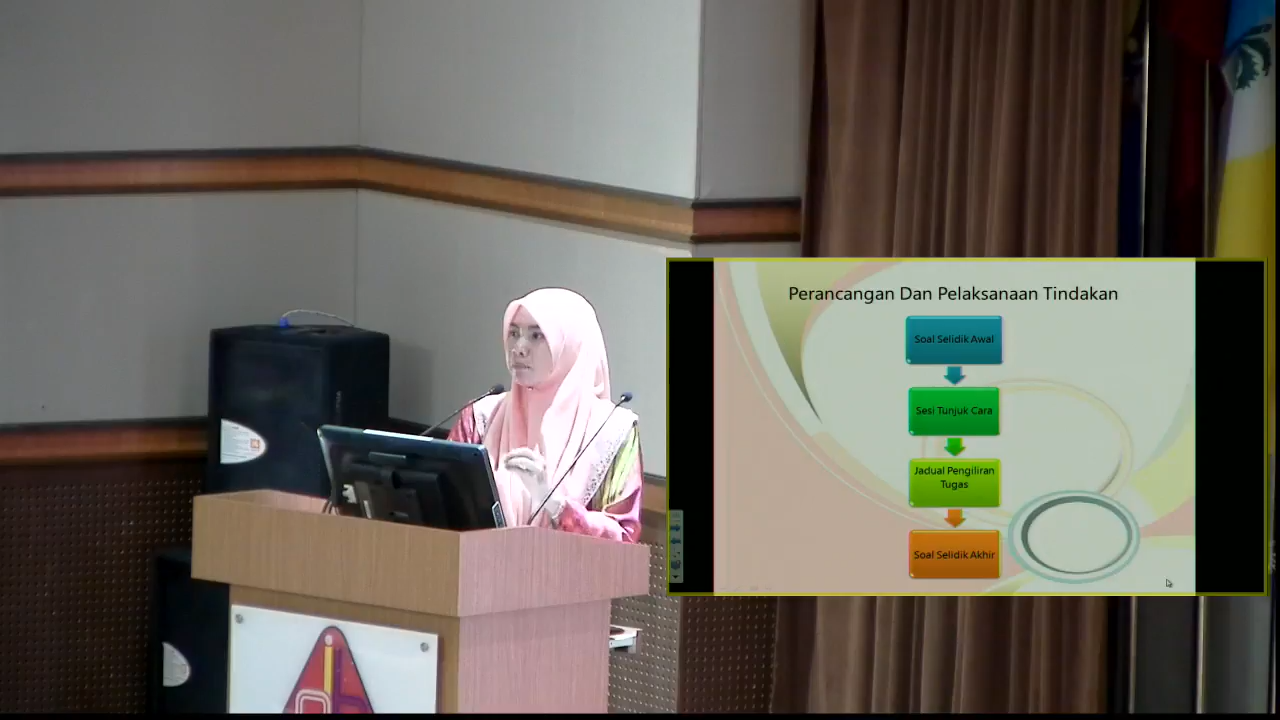 Perancangan Dan Pelaksanaan Tindakan
Soal Selidik Awal
Sesi Tunjuk Cara
Jadual Pengiliran
Tugas
Soal Selidik Akhir